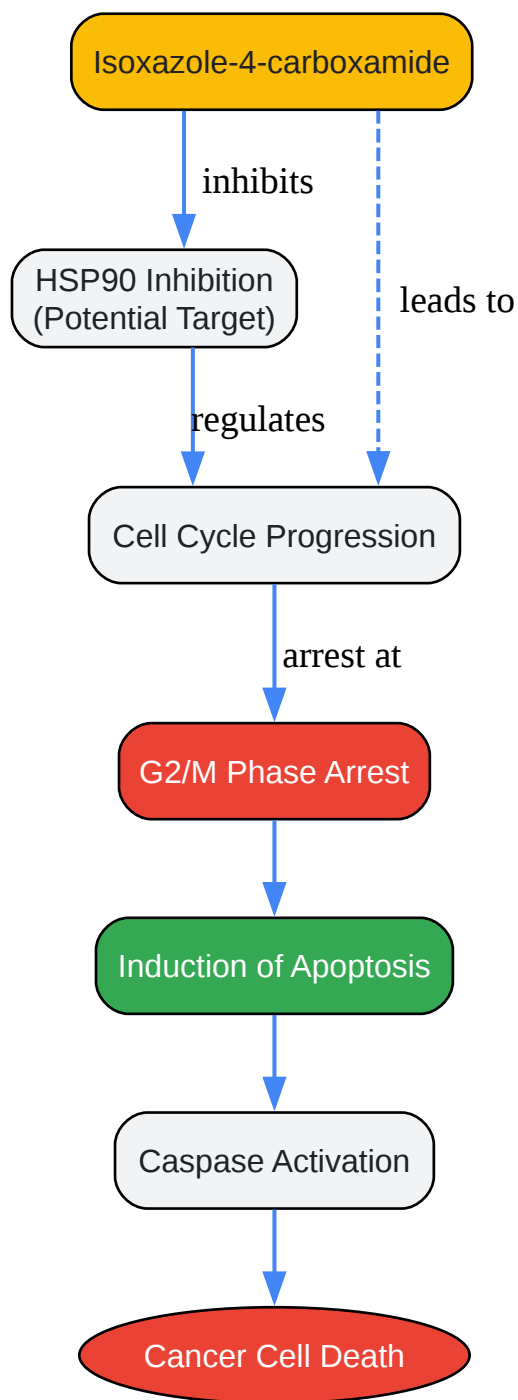 Isoxazole-4-carboxamide
inhibits
HSP90 Inhibition
(Potential Target)
leads to
regulates
Cell Cycle Progression
arrest at
G2/M Phase Arrest
Induction of Apoptosis
Caspase Activation
Cancer Cell Death